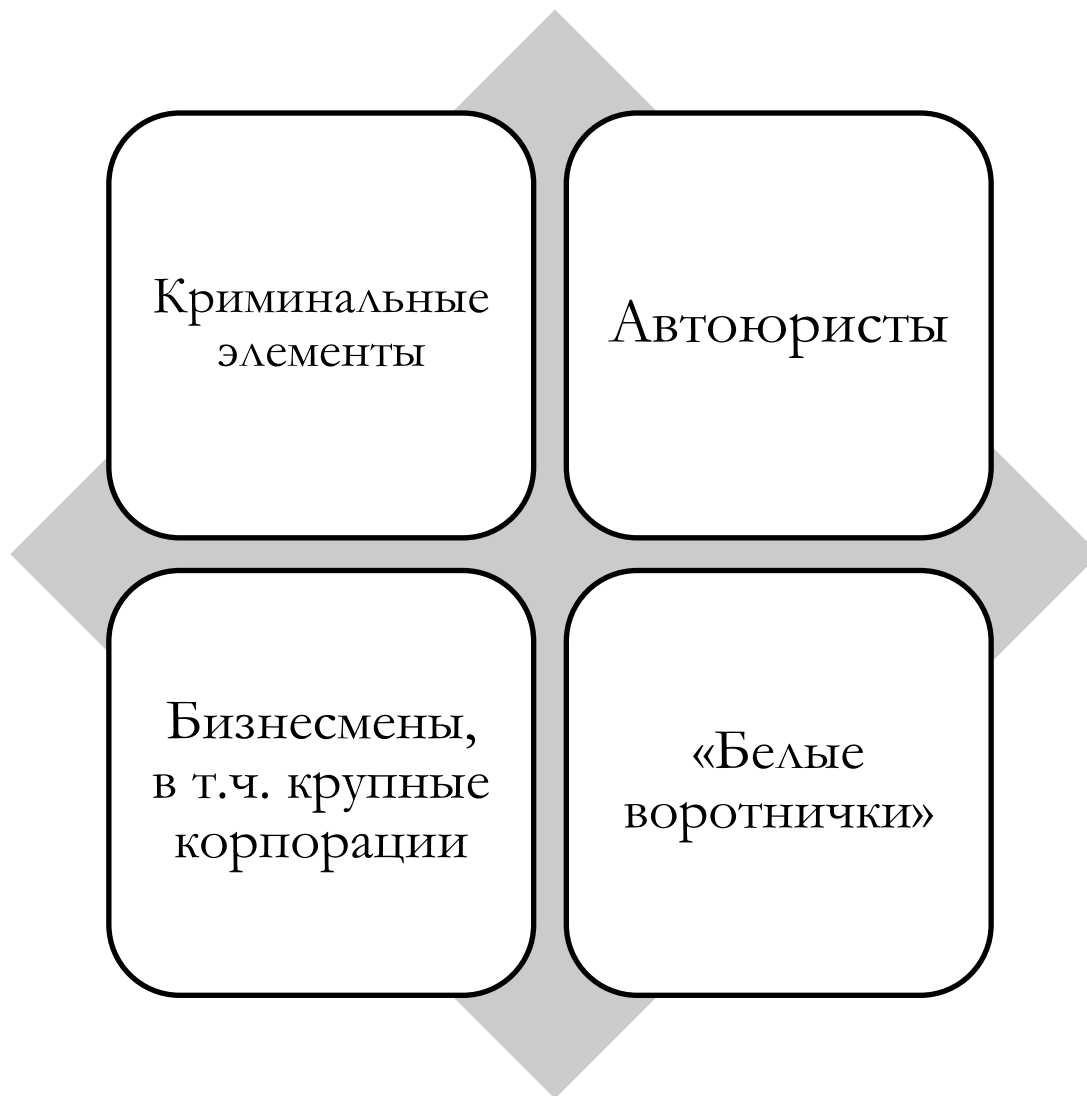 Криминальные
элементы
Автоюристы
Бизнесмены,
в т.ч. крупные
корпорации
«Белые
воротнички»